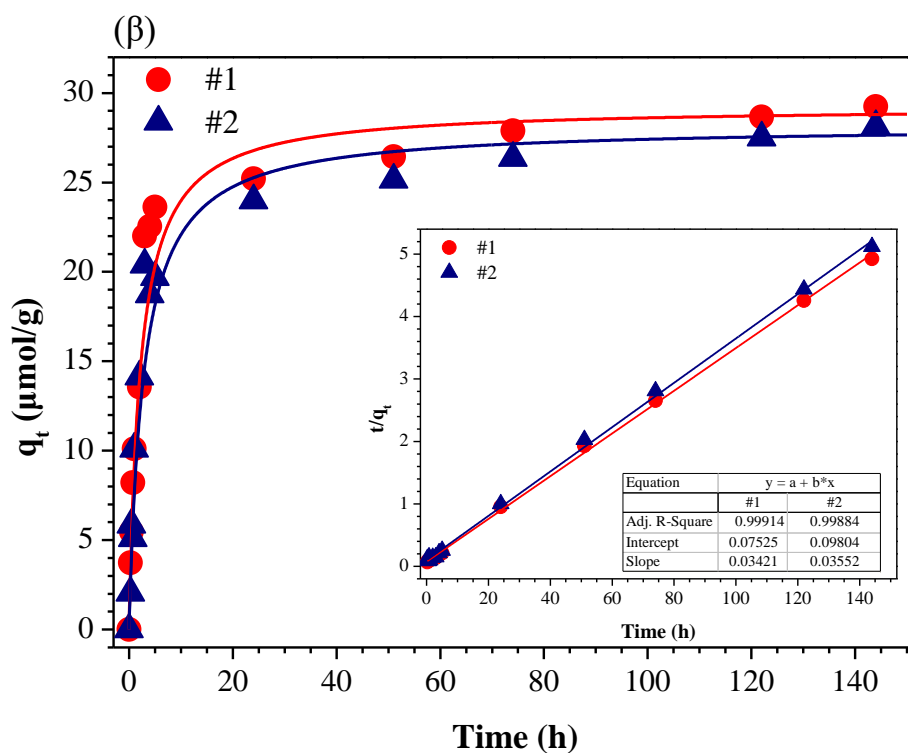 (β)
#1
#2
q_t (μmol/g)
30
25
20
15
10
5
0
0 20 40 60 80 100 120 140
Time (h)
#1
#2
t/q_t
5
4
3
2
1
0
0 20 40 60 80 100 120 140
Time (h)
Equation y = a + b*x
#1 #2
Adj. R-Square 0.99914 0.99884
Intercept 0.07525 0.09804
Slope 0.03421 0.03552